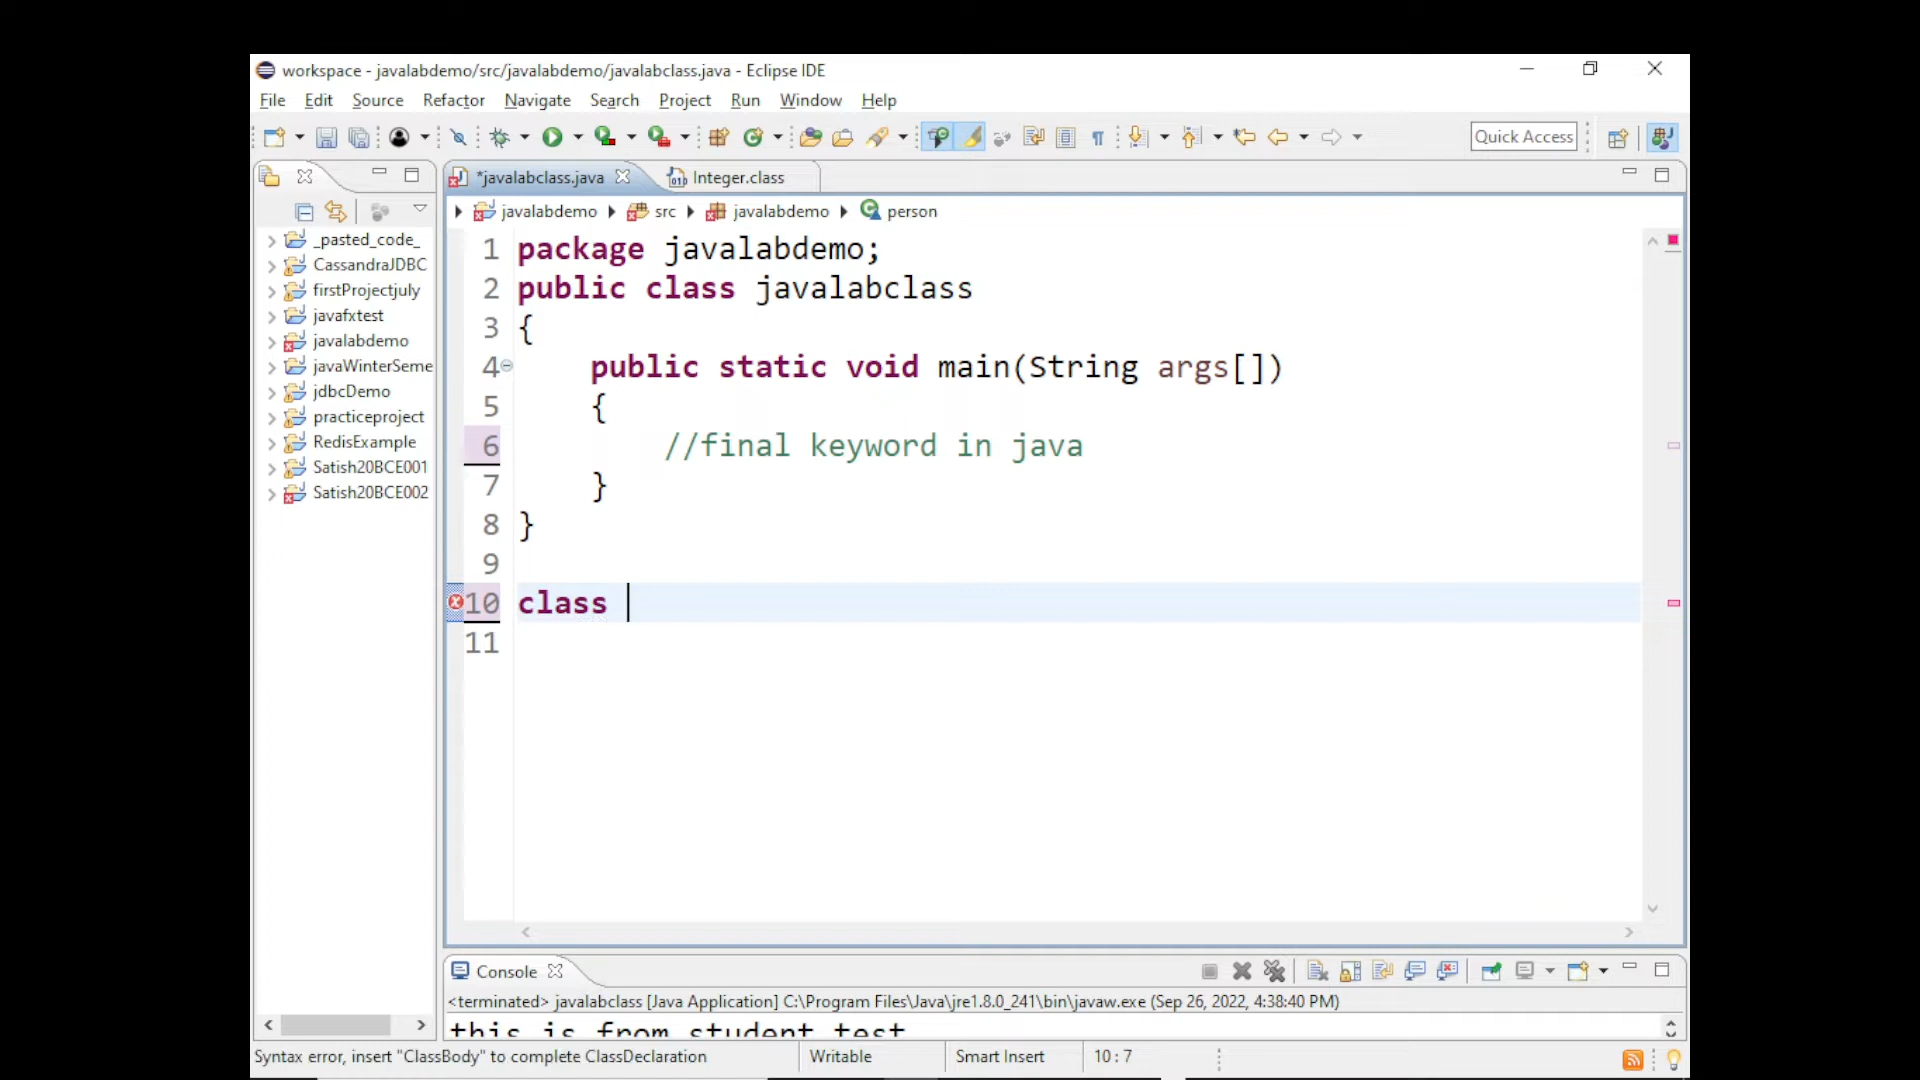 workspace - javalabdemo/src/javalabdemo/javalabclass.java - Eclipse IDE
File Edit Source Refactor Navigate Search Project Run Window Help
Quick Access
*javalabclass.java Integer.class
javalabdemo src javalabdemo person
_pasted_code_
CassandraJDBC
firstProjectjuly
javafxtest
javalabdemo
javaWinterSeme
jdbcDemo
practiceproject
RedisExample
Satish20BCE001
Satish20BCE002
1 package javalabdemo;
2 public class javalabclass
3 {
4 public static void main(String args[])
5 {
6 //final keyword in java
7 }
8 }
9
10 class
11
Console
<terminated> javalabclass [Java Application] C:\Program Files\Java\jre1.8.0_241\bin\javaw.exe (Sep 26, 2022, 4:38:40 PM)
this is from student test
Syntax error, insert "ClassBody" to complete ClassDeclaration Writable Smart Insert 10 : 7